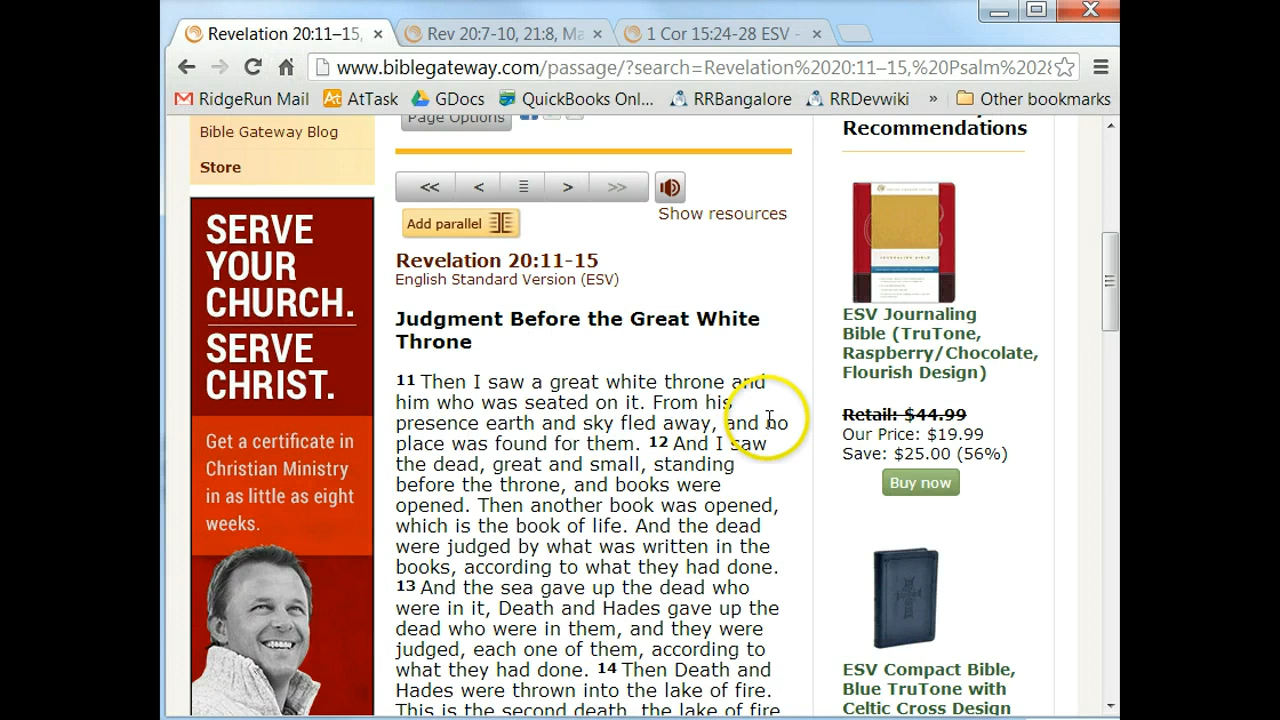 Revelation 20:11–15,
Rev 20:7-10, 21:8, Ma
1 Cor 15:24-28 ESV -
www.biblegateway.com/passage/?search=Revelation%2020:11–15,%20Psalm%2028
RidgeRun Mail
AtTask
GDocs
QuickBooks Onl...
RRBangalore
RRDevwiki
»
Other bookmarks
Bible Gateway Blog
Store
SERVE
YOUR
CHURCH.
SERVE
CHRIST.
Get a certificate in
Christian Ministry
in as little as eight
weeks.
Page Options
<<
<
>
>>
Show resources
Add parallel
Revelation 20:11-15
English Standard Version (ESV)
Judgment Before the Great White
Throne
11 Then I saw a great white throne and
him who was seated on it. From his
presence earth and sky fled away, and no
place was found for them. 12 And I saw
the dead, great and small, standing
before the throne, and books were
opened. Then another book was opened,
which is the book of life. And the dead
were judged by what was written in the
books, according to what they had done.
13 And the sea gave up the dead who
were in it, Death and Hades gave up the
dead who were in them, and they were
judged, each one of them, according to
what they had done. 14 Then Death and
Hades were thrown into the lake of fire.
This is the second death, the lake of fire
Recommendations
ESV Journaling
Bible (TruTone,
Raspberry/Chocolate,
Flourish Design)
Retail: $44.99
Our Price: $19.99
Save: $25.00 (56%)
Buy now
ESV Compact Bible,
Blue TruTone with
Celtic Cross Design